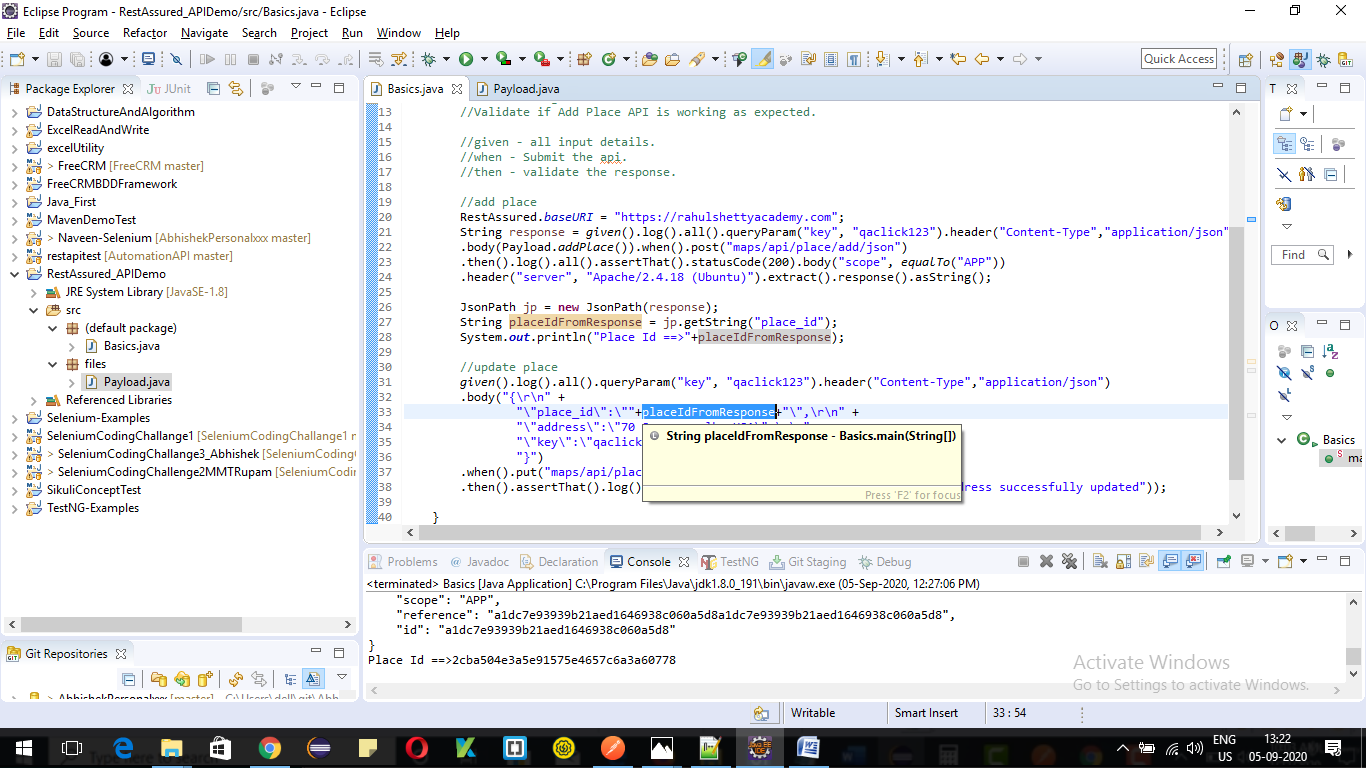 Eclipse Program - RestAssured_APIDemo/src/Basics.java - Eclipse
File Edit Source Refactor Navigate Search Project Run Window Help
Quick Access
Package Explorer JUnit
DataStructureAndAlgorithm
ExcelReadAndWrite
excelUtility
> FreeCRM [FreeCRM master]
FreeCRMBDDFramework
Java_First
MavenDemoTest
> Naveen-Selenium [AbhishekPersonalxxx master]
restapitest [AutomationAPI master]
RestAssured_APIDemo
JRE System Library [JavaSE-1.8]
src
(default package)
Basics.java
files
Payload.java
Referenced Libraries
Selenium-Examples
SeleniumCodingChallange1 [SeleniumCodingChallange1 m
> SeleniumCodingChallange3_Abhishek [SeleniumCoding
> SeleniumCodingChallenge2MMTRupam [SeleniumCodin
SikuliConceptTest
TestNG-Examples
Git Repositories
Basics.java Payload.java
13 //Validate if Add Place API is working as expected.
14
15 //given - all input details.
16 //when - Submit the api.
17 //then - validate the response.
18
19 //add place
20 RestAssured.baseURI = "https://rahulshettyacademy.com";
21 String response = given().log().all().queryParam("key", "qaclick123").header("Content-Type","application/json"
22 .body(Payload.addPlace()).when().post("maps/api/place/add/json")
23 .then().log().all().assertThat().statusCode(200).body("scope", equalTo("APP"))
24 .header("server", "Apache/2.4.18 (Ubuntu)").extract().response().asString();
25
26 JsonPath jp = new JsonPath(response);
27 String placeIdFromResponse = jp.getString("place_id");
28 System.out.println("Place Id ==>"+placeIdFromResponse);
29
30 //update place
31 given().log().all().queryParam("key", "qaclick123").header("Content-Type","application/json")
32 .body("{\r\n" +
33 "\"place_id\":\""+placeIdFromResponse+"\",\r\n" +
34 "\"address\":\"70
35 "\"key\":\"qaclick
36 "}")
37 .when().put("maps/api/plac
38 .then().assertThat().log() ress successfully updated"));
39
40 }
String placeIdFromResponse - Basics.main(String[])
Press 'F2' for focus
T
Find
O
Basics
ma
Problems @ Javadoc Declaration Console TestNG Git Staging Debug
<terminated> Basics [Java Application] C:\Program Files\Java\jdk1.8.0_191\bin\javaw.exe (05-Sep-2020, 12:27:06 PM)
"scope": "APP",
"reference": "a1dc7e93939b21aed1646938c060a5d8a1dc7e93939b21aed1646938c060a5d8",
"id": "a1dc7e93939b21aed1646938c060a5d8"
}
Place Id ==>2cba504e3a5e91575e4657c6a3a60778
Activate Windows
Go to Settings to activate Windows.
Writable Smart Insert 33 : 54
ENG
US
13:22
05-09-2020